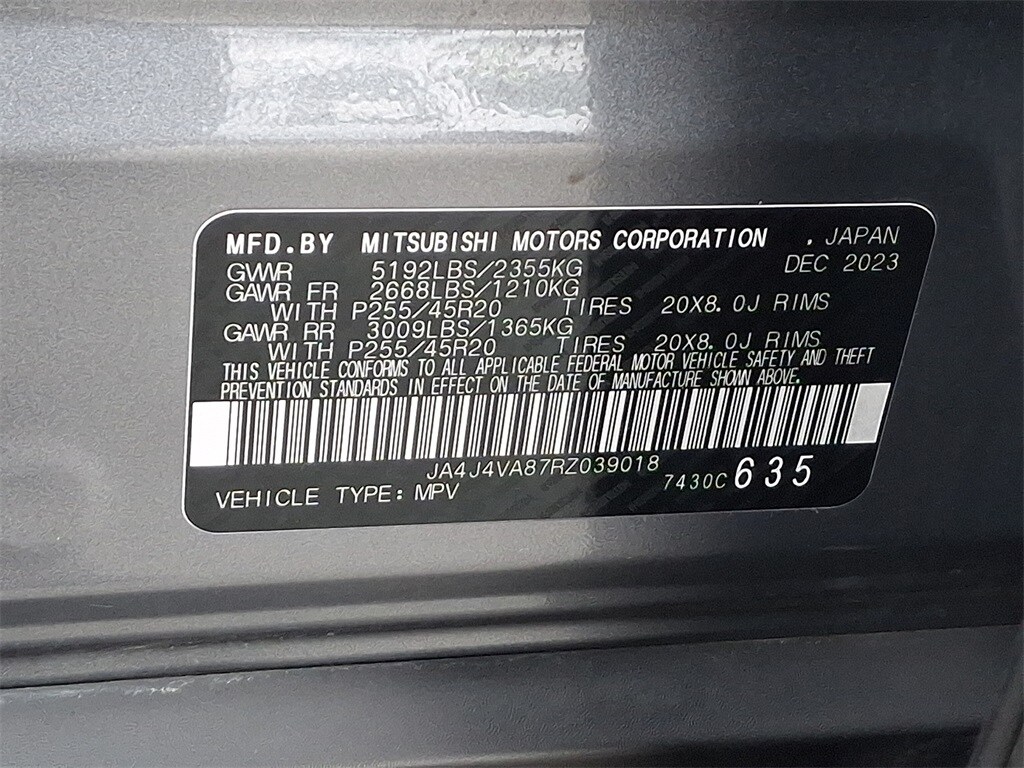 MFD.BY MITSUBISHI MOTORS CORPORATION . JAPAN
GVWR 5192LBS/2355KG DEC 2023
GAWR FR 2668LBS/1210KG
WITH P255/45R20 TIRES 20X8.0J RIMS
GAWR RR 3009LBS/1365KG
WITH P255/45R20 TIRES 20X8.0J RIMS
THIS VEHICLE CONFORMS TO ALL APPLICABLE FEDERAL MOTOR VEHICLE SAFETY AND THEFT
PREVENTION STANDARDS IN EFFECT ON THE DATE OF MANUFACTURE SHOWN ABOVE.
JA4J4VA87RZ039018
VEHICLE TYPE: MPV 7430C 635